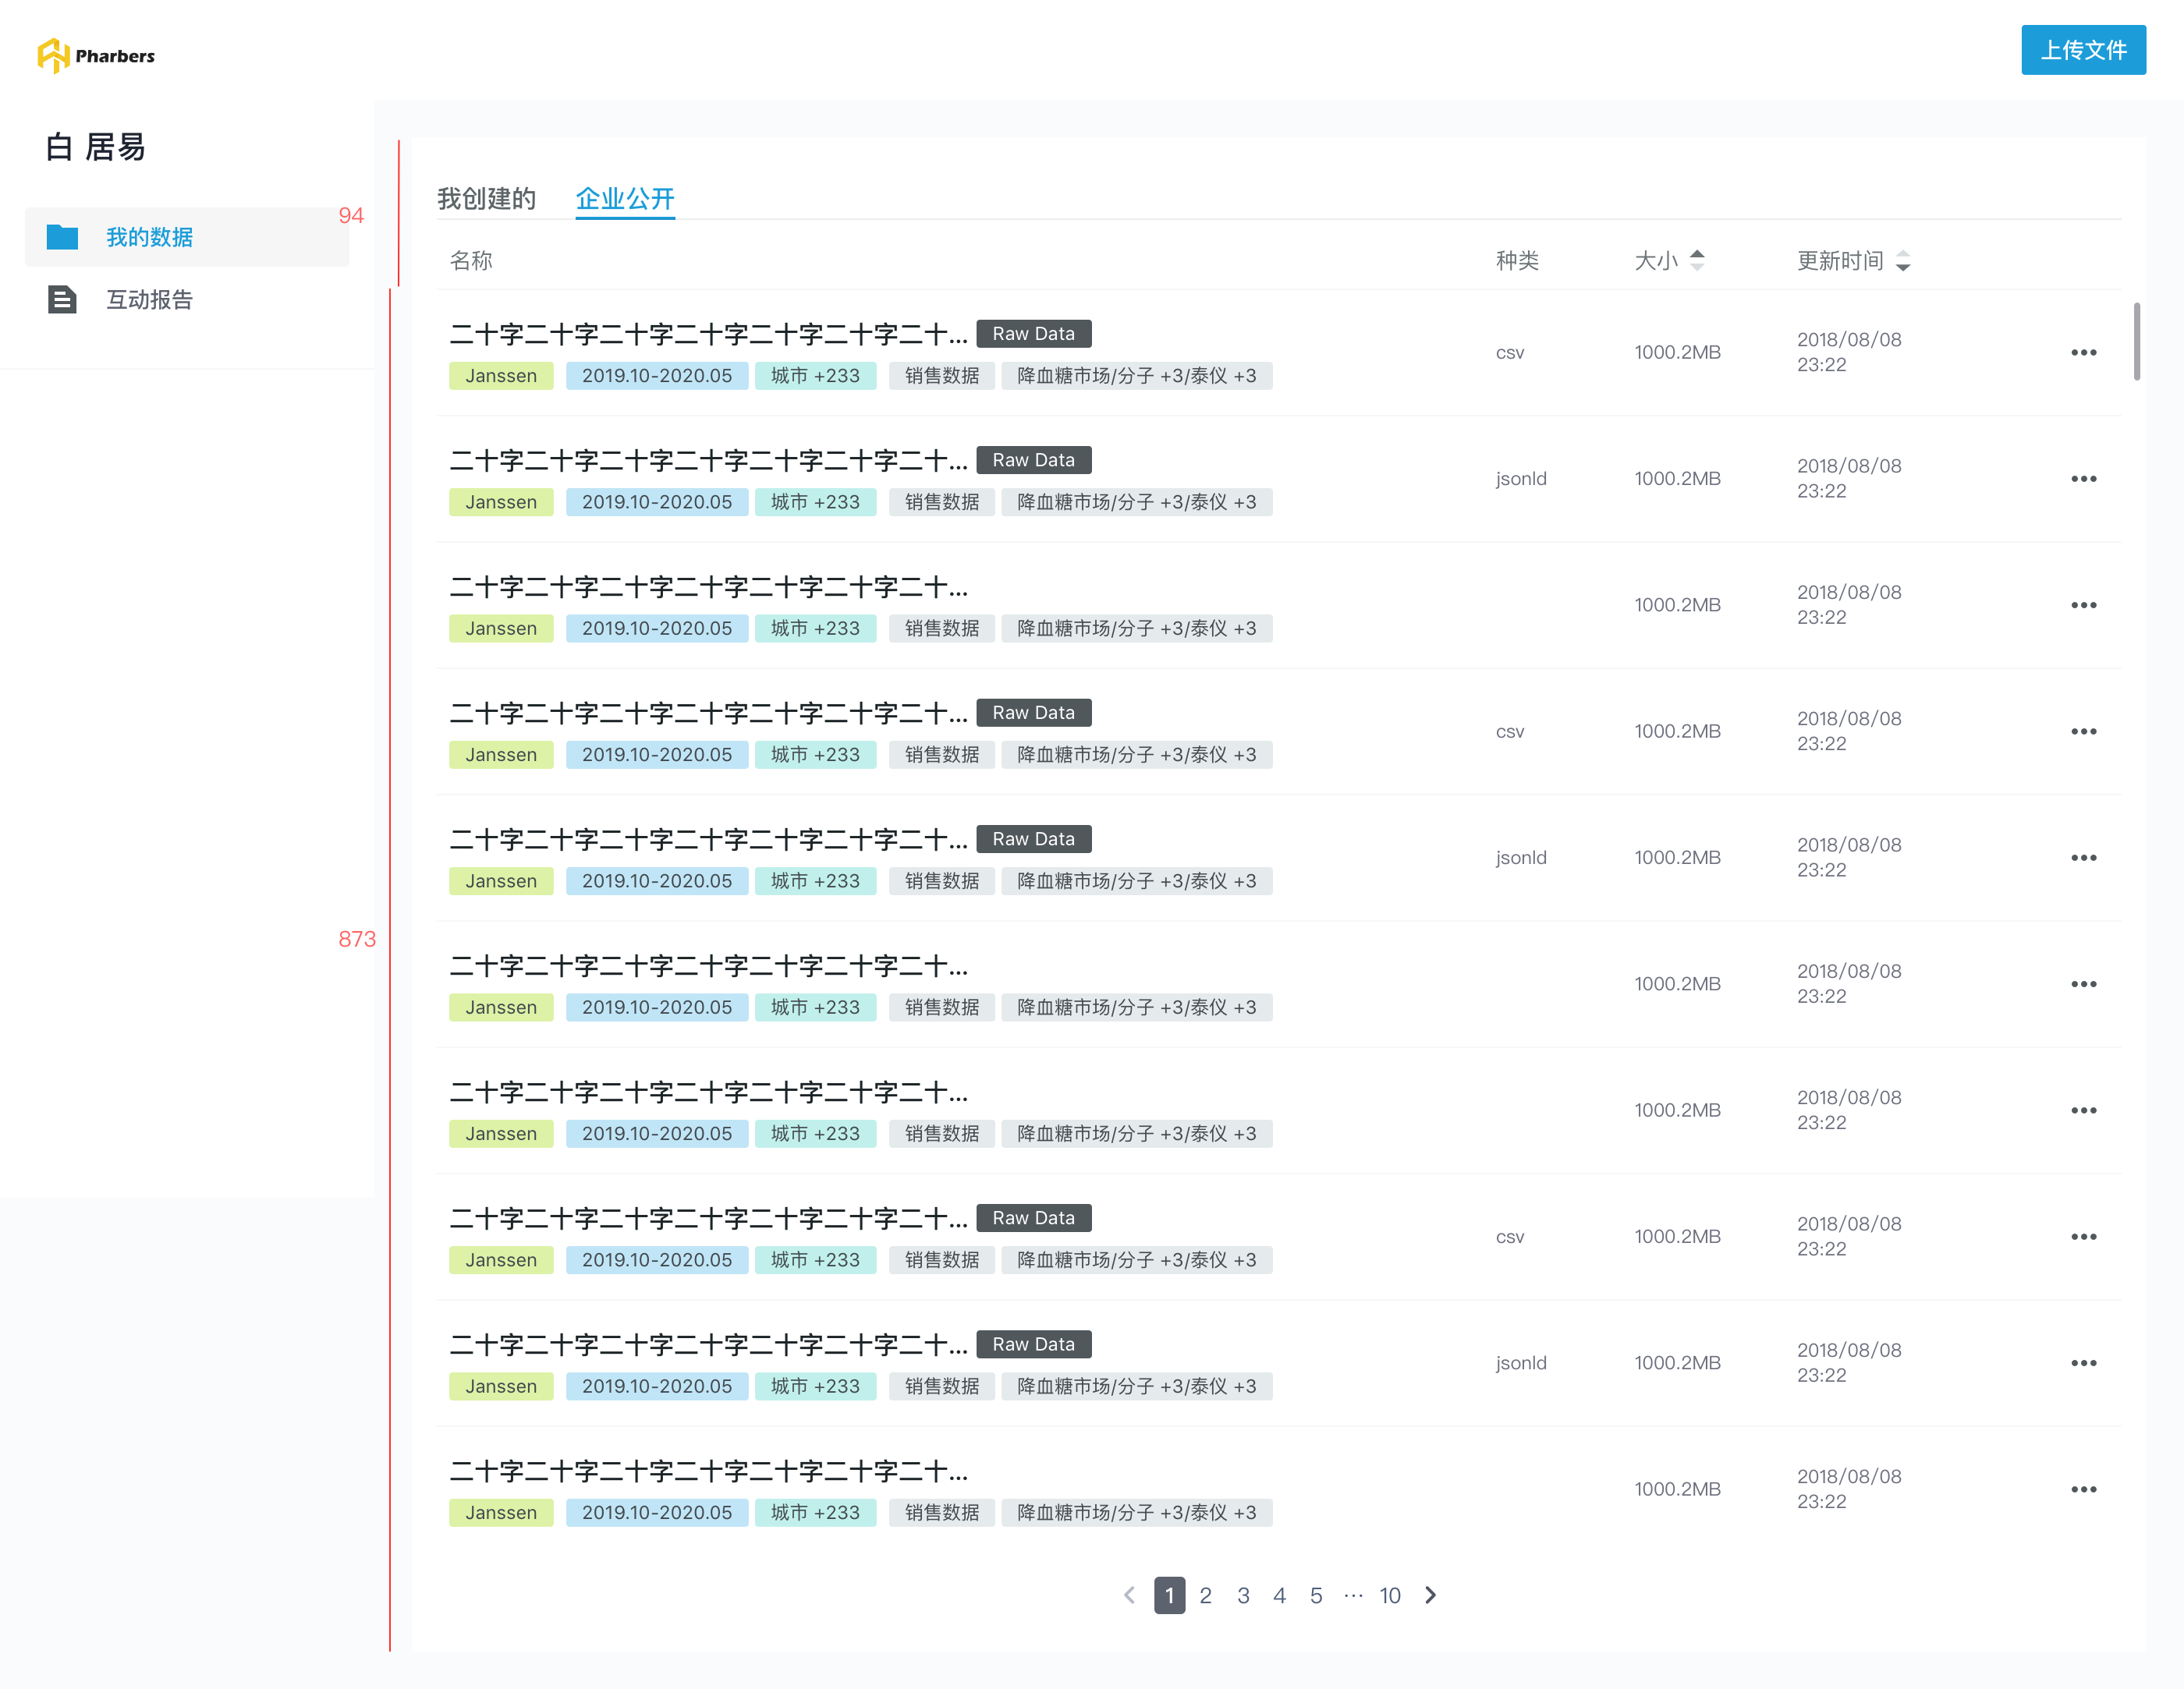 Pharbers
上传文件
白 居易
94
我的数据
互动报告
873
我创建的 企业公开
名称 种类 大小 更新时间
二十字二十字二十字二十字二十字二十字二十... Raw Data
Janssen 2019.10-2020.05 城市 +233 销售数据 降血糖市场/分子 +3/泰仪 +3
csv 1000.2MB 2018/08/08
23:22
二十字二十字二十字二十字二十字二十字二十... Raw Data
Janssen 2019.10-2020.05 城市 +233 销售数据 降血糖市场/分子 +3/泰仪 +3
jsonld 1000.2MB 2018/08/08
23:22
二十字二十字二十字二十字二十字二十字二十...
Janssen 2019.10-2020.05 城市 +233 销售数据 降血糖市场/分子 +3/泰仪 +3
1000.2MB 2018/08/08
23:22
二十字二十字二十字二十字二十字二十字二十... Raw Data
Janssen 2019.10-2020.05 城市 +233 销售数据 降血糖市场/分子 +3/泰仪 +3
csv 1000.2MB 2018/08/08
23:22
二十字二十字二十字二十字二十字二十字二十... Raw Data
Janssen 2019.10-2020.05 城市 +233 销售数据 降血糖市场/分子 +3/泰仪 +3
jsonld 1000.2MB 2018/08/08
23:22
二十字二十字二十字二十字二十字二十字二十...
Janssen 2019.10-2020.05 城市 +233 销售数据 降血糖市场/分子 +3/泰仪 +3
1000.2MB 2018/08/08
23:22
二十字二十字二十字二十字二十字二十字二十...
Janssen 2019.10-2020.05 城市 +233 销售数据 降血糖市场/分子 +3/泰仪 +3
1000.2MB 2018/08/08
23:22
二十字二十字二十字二十字二十字二十字二十... Raw Data
Janssen 2019.10-2020.05 城市 +233 销售数据 降血糖市场/分子 +3/泰仪 +3
csv 1000.2MB 2018/08/08
23:22
二十字二十字二十字二十字二十字二十字二十... Raw Data
Janssen 2019.10-2020.05 城市 +233 销售数据 降血糖市场/分子 +3/泰仪 +3
jsonld 1000.2MB 2018/08/08
23:22
二十字二十字二十字二十字二十字二十字二十...
Janssen 2019.10-2020.05 城市 +233 销售数据 降血糖市场/分子 +3/泰仪 +3
1000.2MB 2018/08/08
23:22
1 2 3 4 5 ··· 10